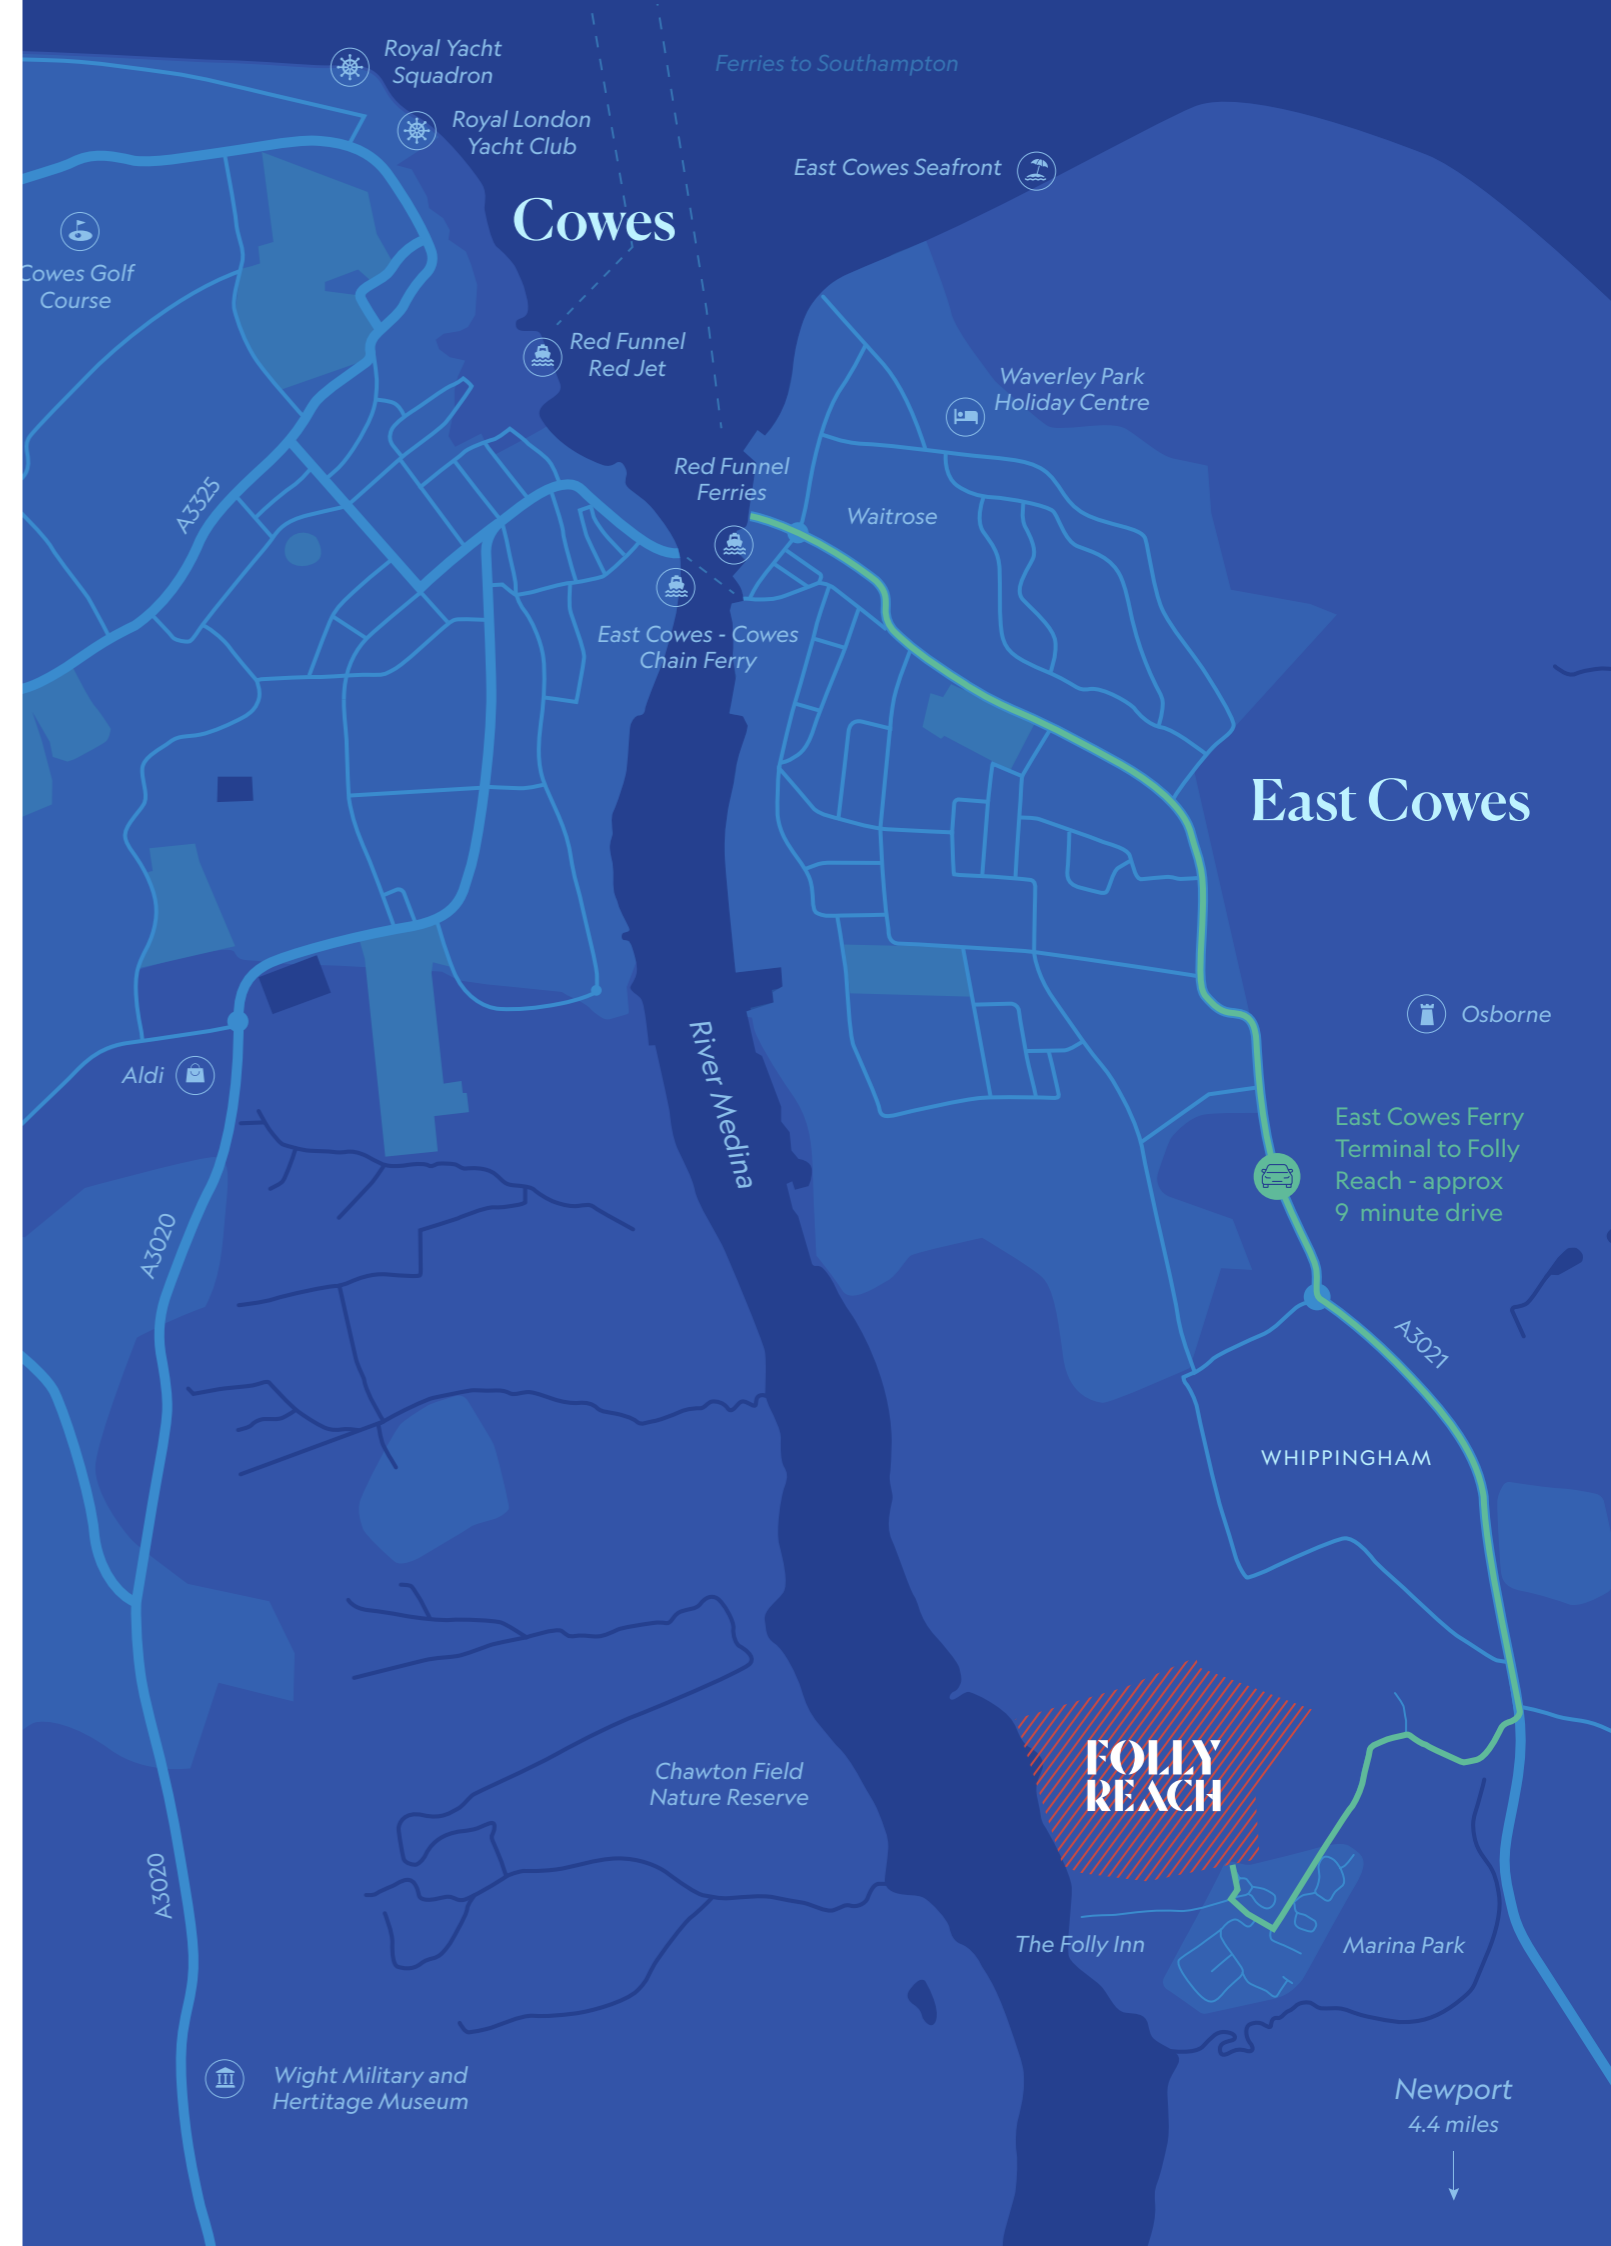 Royal Yacht
Squadron
Ferries to Southampton
Royal London
Yacht Club
East Cowes Seafront
Cowes
Cowes Golf
Course
Red Funnel
Red Jet
Waverley Park
Holiday Centre
Red Funnel
Ferries
A3325
Waitrose
East Cowes - Cowes
Chain Ferry
East Cowes
Osborne
Aldi
River Medina
East Cowes Ferry
Terminal to Folly
Reach - approx
9 minute drive
A3020
A3021
WHIPPINGHAM
FOLLY
REACH
Chawton Field
Nature Reserve
A3020
The Folly Inn
Marina Park
Wight Military and
Hertitage Museum
Newport
4.4 miles